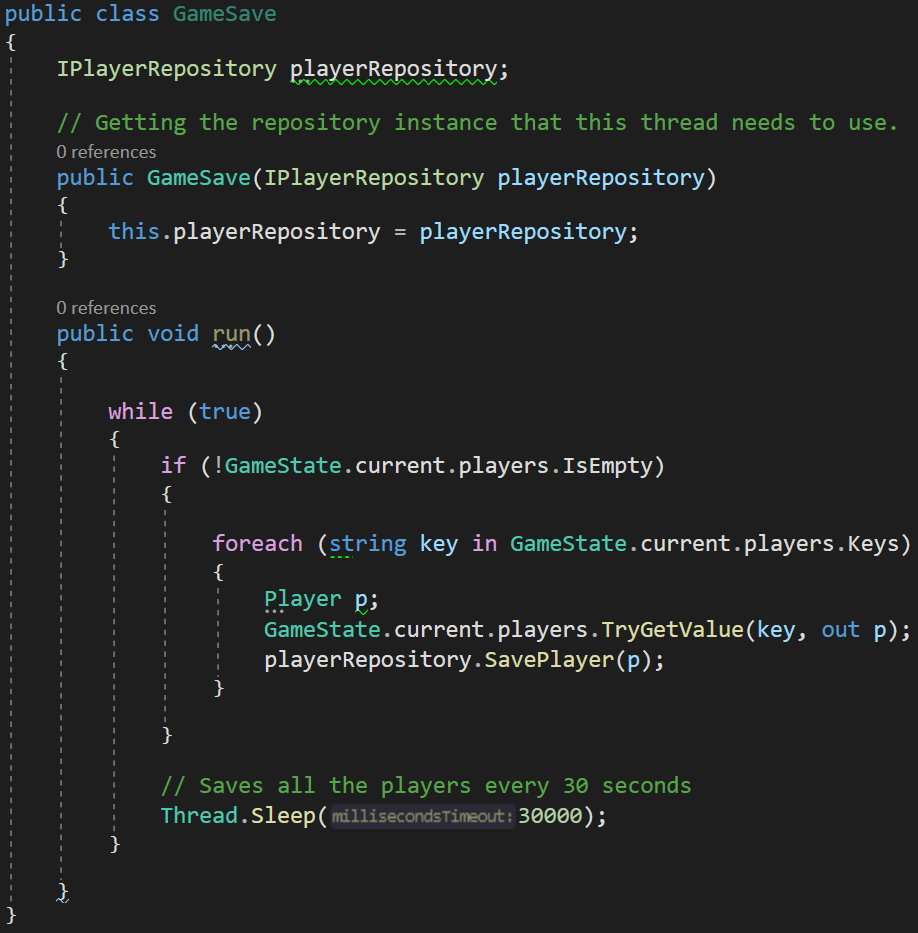 public class GameSave
{
IPlayerRepository playerRepository;
// Getting the repository instance that this thread needs to use.
0 references
public GameSave(IPlayerRepository playerRepository)
{
this.playerRepository = playerRepository;
}
0 references
public void run()
{
while (true)
{
if (!GameState.current.players.IsEmpty)
{
foreach (string key in GameState.current.players.Keys)
{
Player p;
GameState.current.players.TryGetValue(key, out p);
playerRepository.SavePlayer(p);
}
}
// Saves all the players every 30 seconds
Thread.Sleep(millisecondsTimeout:30000);
}
}
}